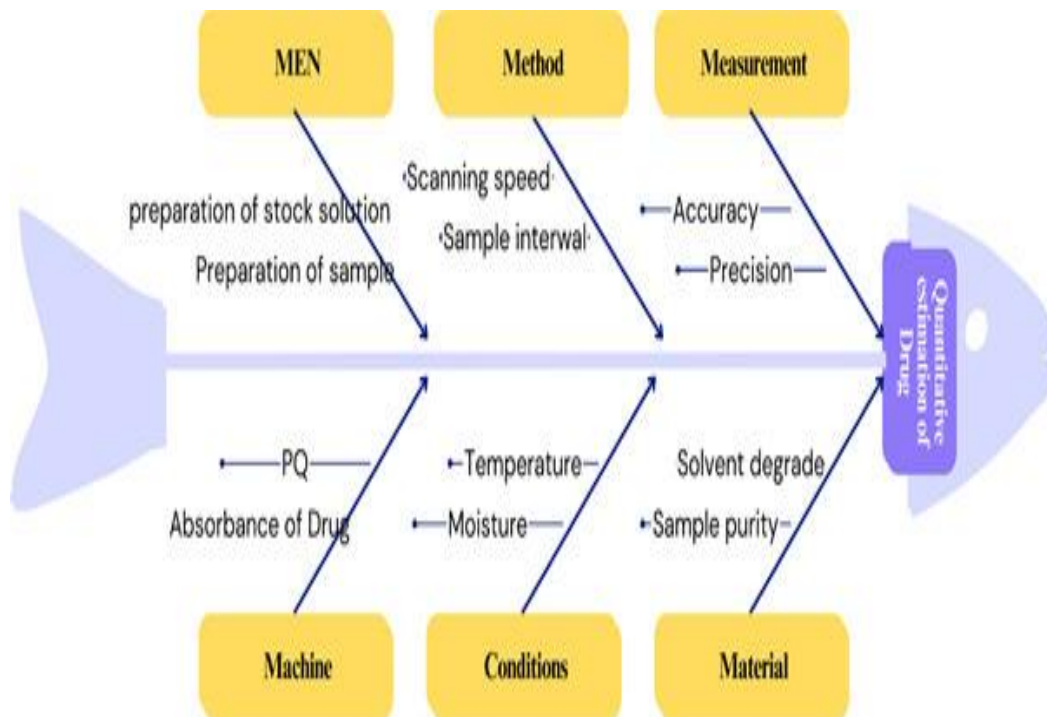 MEN
Method
Measurement
Scanning speed
preparation of stock solution
Accuracy
Sample interwal
Preparation of sample
Precision
Quantitative
estimation of
Drug
PQ
Temperature
Solvent degrade
Absorbance of Drug
Moisture
Sample purity
Machine
Conditions
Material